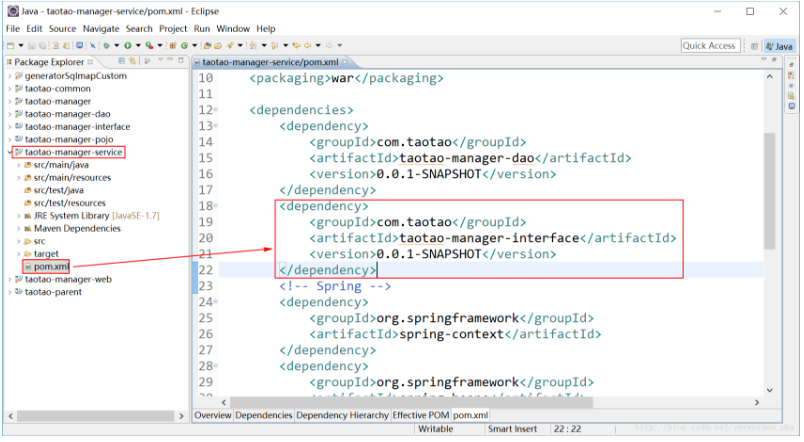 Java - taotao-manager-service/pom.xml - Eclipse
File Edit Source Navigate Search Project Run Window Help
Quick Access
Java
Package Explorer
generatorSqlmapCustom
taotao-common
taotao-manager
taotao-manager-dao
taotao-manager-interface
taotao-manager-pojo
taotao-manager-service
src/main/java
src/main/resources
src/test/java
src/test/resources
JRE System Library [JavaSE-1.7]
Maven Dependencies
src
target
pom.xml
taotao-manager-web
taotao-parent
taotao-manager-service/pom.xml
10 <packaging>war</packaging>
11
12 <dependencies>
13 <dependency>
14 <groupId>com.taotao</groupId>
15 <artifactId>taotao-manager-dao</artifactId>
16 <version>0.0.1-SNAPSHOT</version>
17 </dependency>
18 <dependency>
19 <groupId>com.taotao</groupId>
20 <artifactId>taotao-manager-interface</artifactId>
21 <version>0.0.1-SNAPSHOT</version>
22 </dependency>
23 <!-- Spring -->
24 <dependency>
25 <groupId>org.springframework</groupId>
26 <artifactId>spring-context</artifactId>
27 </dependency>
28 <dependency>
29 <groupId>org.springframework</groupId>
Overview Dependencies Dependency Hierarchy Effective POM pom.xml
Writable Smart Insert 22 : 22